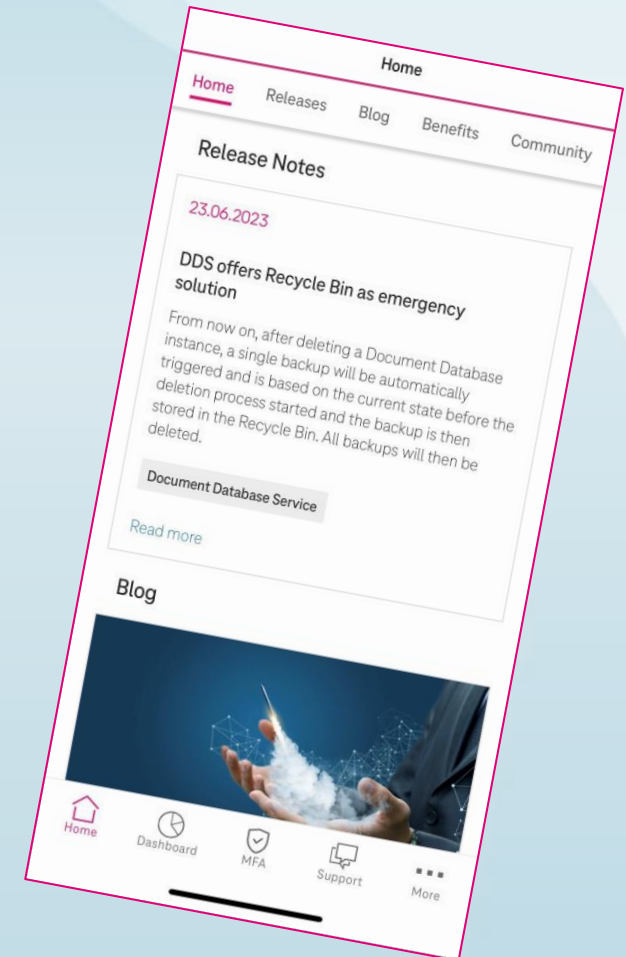 Home
Home Releases Blog Benefits Community
Release Notes
23.06.2023
DDS offers Recycle Bin as emergency
solution
From now on, after deleting a Document Database
instance, a single backup will be automatically
triggered and is based on the current state before the
deletion process started and the backup is then
stored in the Recycle Bin. All backups will then be
deleted.
Document Database Service
Read more
Blog
Home Dashboard MFA Support More